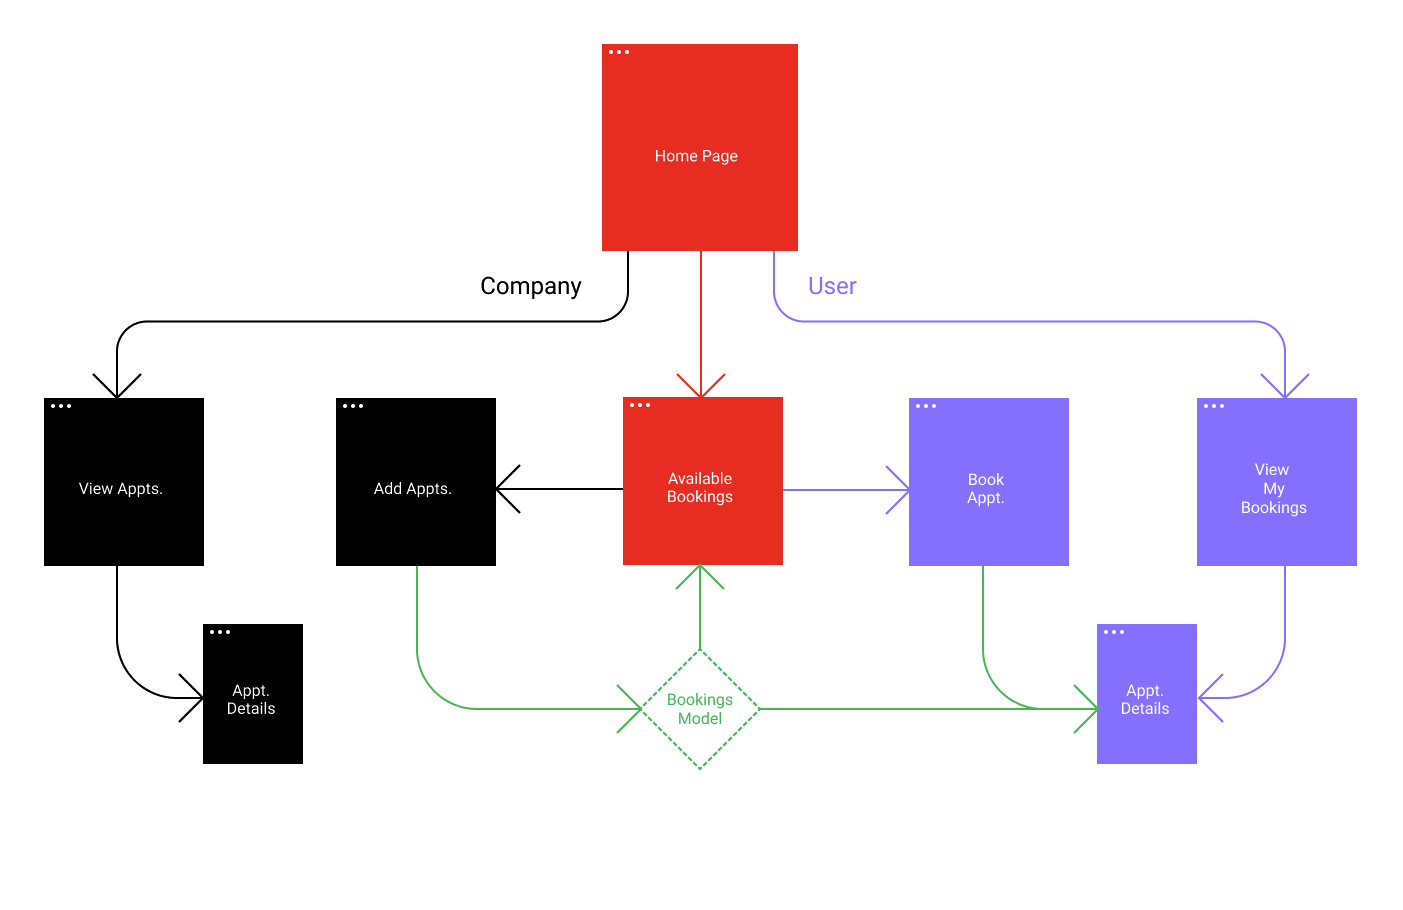 Home Page
Company
User
View Appts.
Add Appts.
Available
Bookings
Book
Appt.
View
My
Bookings
Appt.
Details
Bookings
Model
Appt.
Details